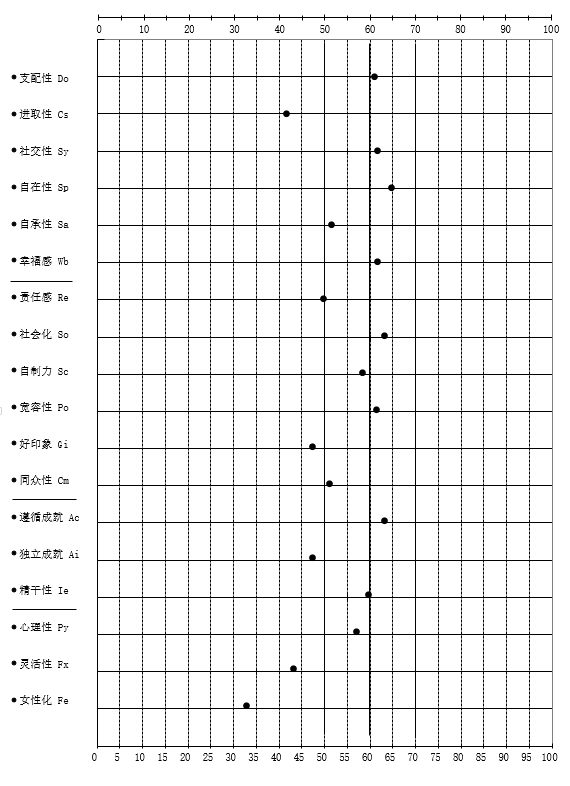 0 10 20 30 40 50 60 70 80 90 100
支配性 Do
进取性 Cs
社交性 Sy
自在性 Sp
自承性 Sa
幸福感 Wb
责任感 Re
社会化 So
自制力 Sc
宽容性 Po
好印象 Gi
同众性 Cm
遵循成就 Ac
独立成就 Ai
精干性 Ie
心理性 Py
灵活性 Fx
女性化 Fe
0 5 10 15 20 25 30 35 40 45 50 55 60 65 70 75 80 85 90 95 100